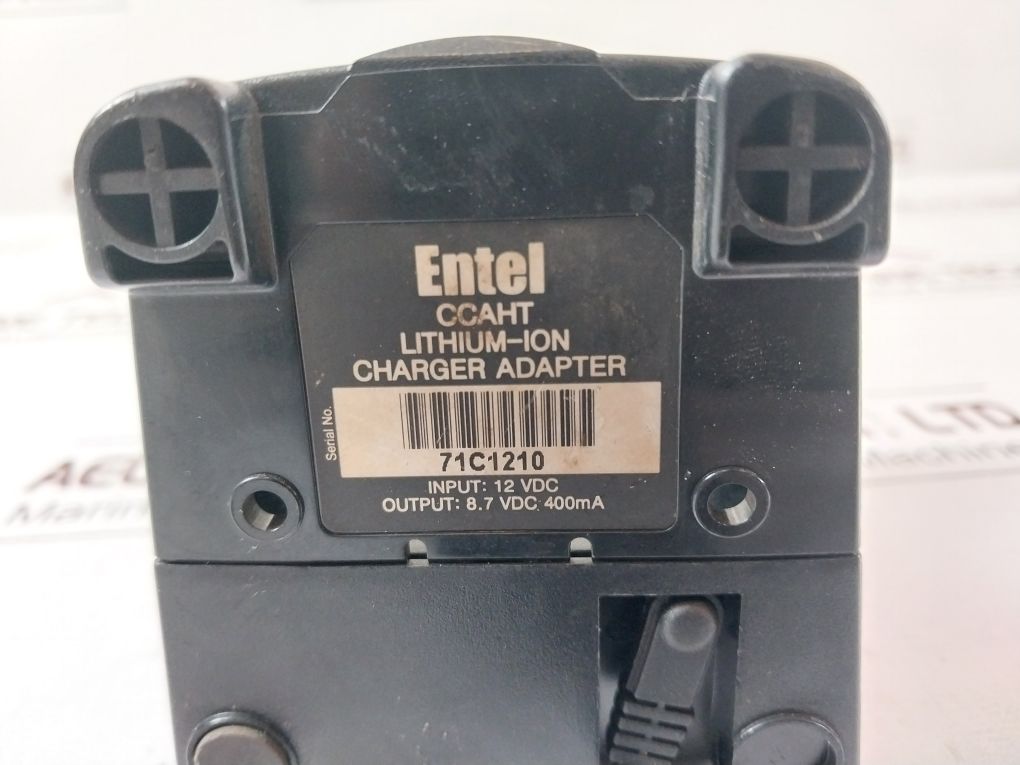 Entel
CCAHT
LITHIUM-ION
CHARGER ADAPTER
Serial No.
71C1210
INPUT: 12 VDC
OUTPUT: 8.7 VDC 400mA